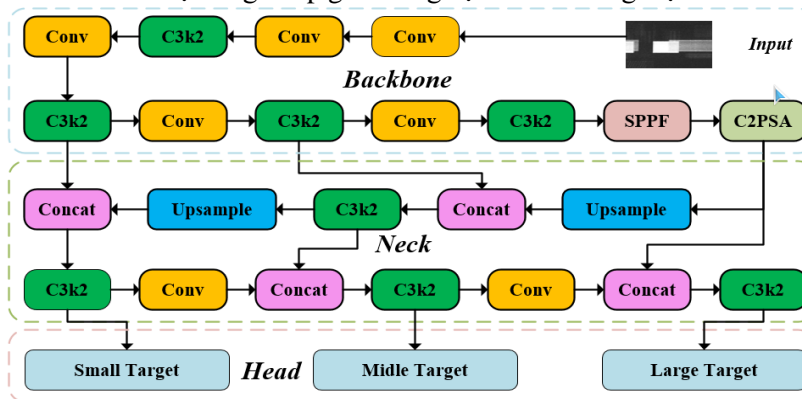 Conv C3k2 Conv Conv Input
Backbone
C3k2 Conv C3k2 Conv C3k2 SPPF C2PSA
Concat Upsample C3k2 Concat Upsample
Neck
C3k2 Conv Concat C3k2 Conv Concat C3k2
Small Target Head Midle Target Large Target